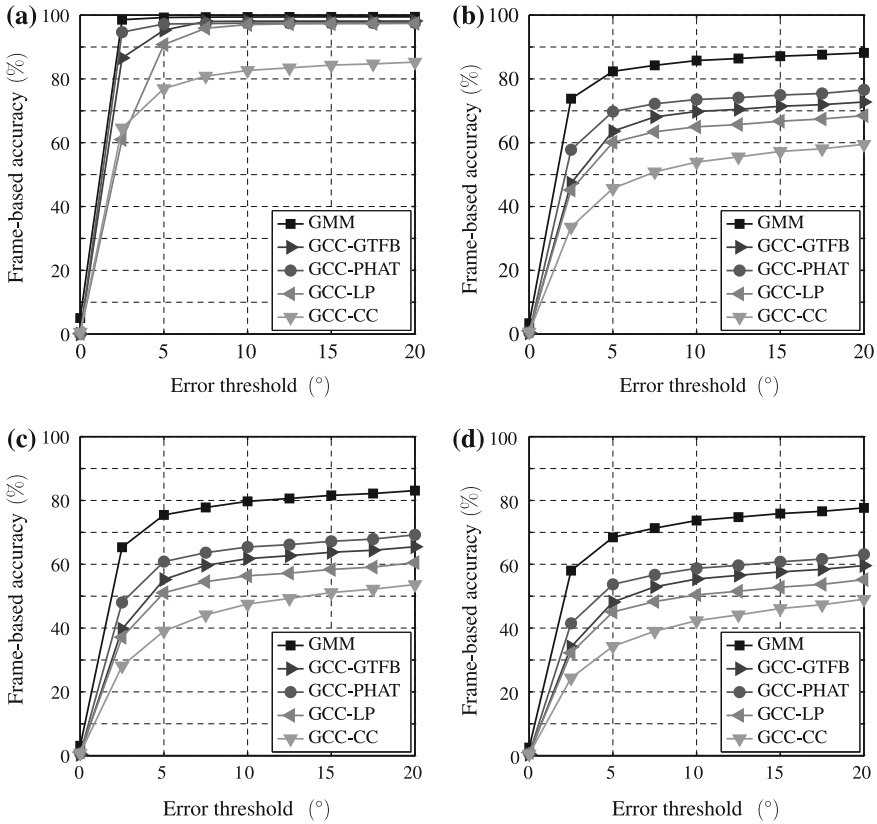 (a)
100
80
60
40
20
0
Frame-based accuracy (%)
GMM
GCC-GTFB
GCC-PHAT
GCC-LP
GCC-CC
0 5 10 15 20
Error threshold (°)
(b)
100
80
60
40
20
0
Frame-based accuracy (%)
GMM
GCC-GTFB
GCC-PHAT
GCC-LP
GCC-CC
0 5 10 15 20
Error threshold (°)
(c)
100
80
60
40
20
0
Frame-based accuracy (%)
GMM
GCC-GTFB
GCC-PHAT
GCC-LP
GCC-CC
0 5 10 15 20
Error threshold (°)
(d)
100
80
60
40
20
0
Frame-based accuracy (%)
GMM
GCC-GTFB
GCC-PHAT
GCC-LP
GCC-CC
0 5 10 15 20
Error threshold (°)